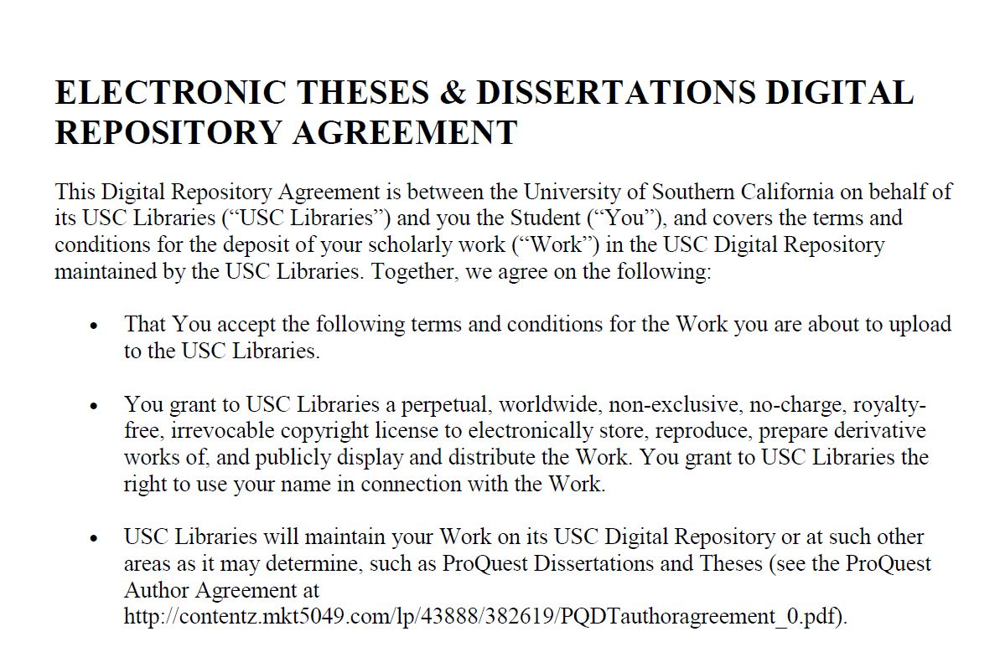 ELECTRONIC THESES & DISSERTATIONS DIGITAL
REPOSITORY AGREEMENT
This Digital Repository Agreement is between the University of Southern California on behalf of
its USC Libraries (“USC Libraries”) and you the Student (“You”), and covers the terms and
conditions for the deposit of your scholarly work (“Work”) in the USC Digital Repository
maintained by the USC Libraries. Together, we agree on the following:
• That You accept the following terms and conditions for the Work you are about to upload
to the USC Libraries.
• You grant to USC Libraries a perpetual, worldwide, non-exclusive, no-charge, royalty-
free, irrevocable copyright license to electronically store, reproduce, prepare derivative
works of, and publicly display and distribute the Work. You grant to USC Libraries the
right to use your name in connection with the Work.
• USC Libraries will maintain your Work on its USC Digital Repository or at such other
areas as it may determine, such as ProQuest Dissertations and Theses (see the ProQuest
Author Agreement at
http://contentz.mkt5049.com/lp/43888/382619/PQDTauthoragreement_0.pdf).